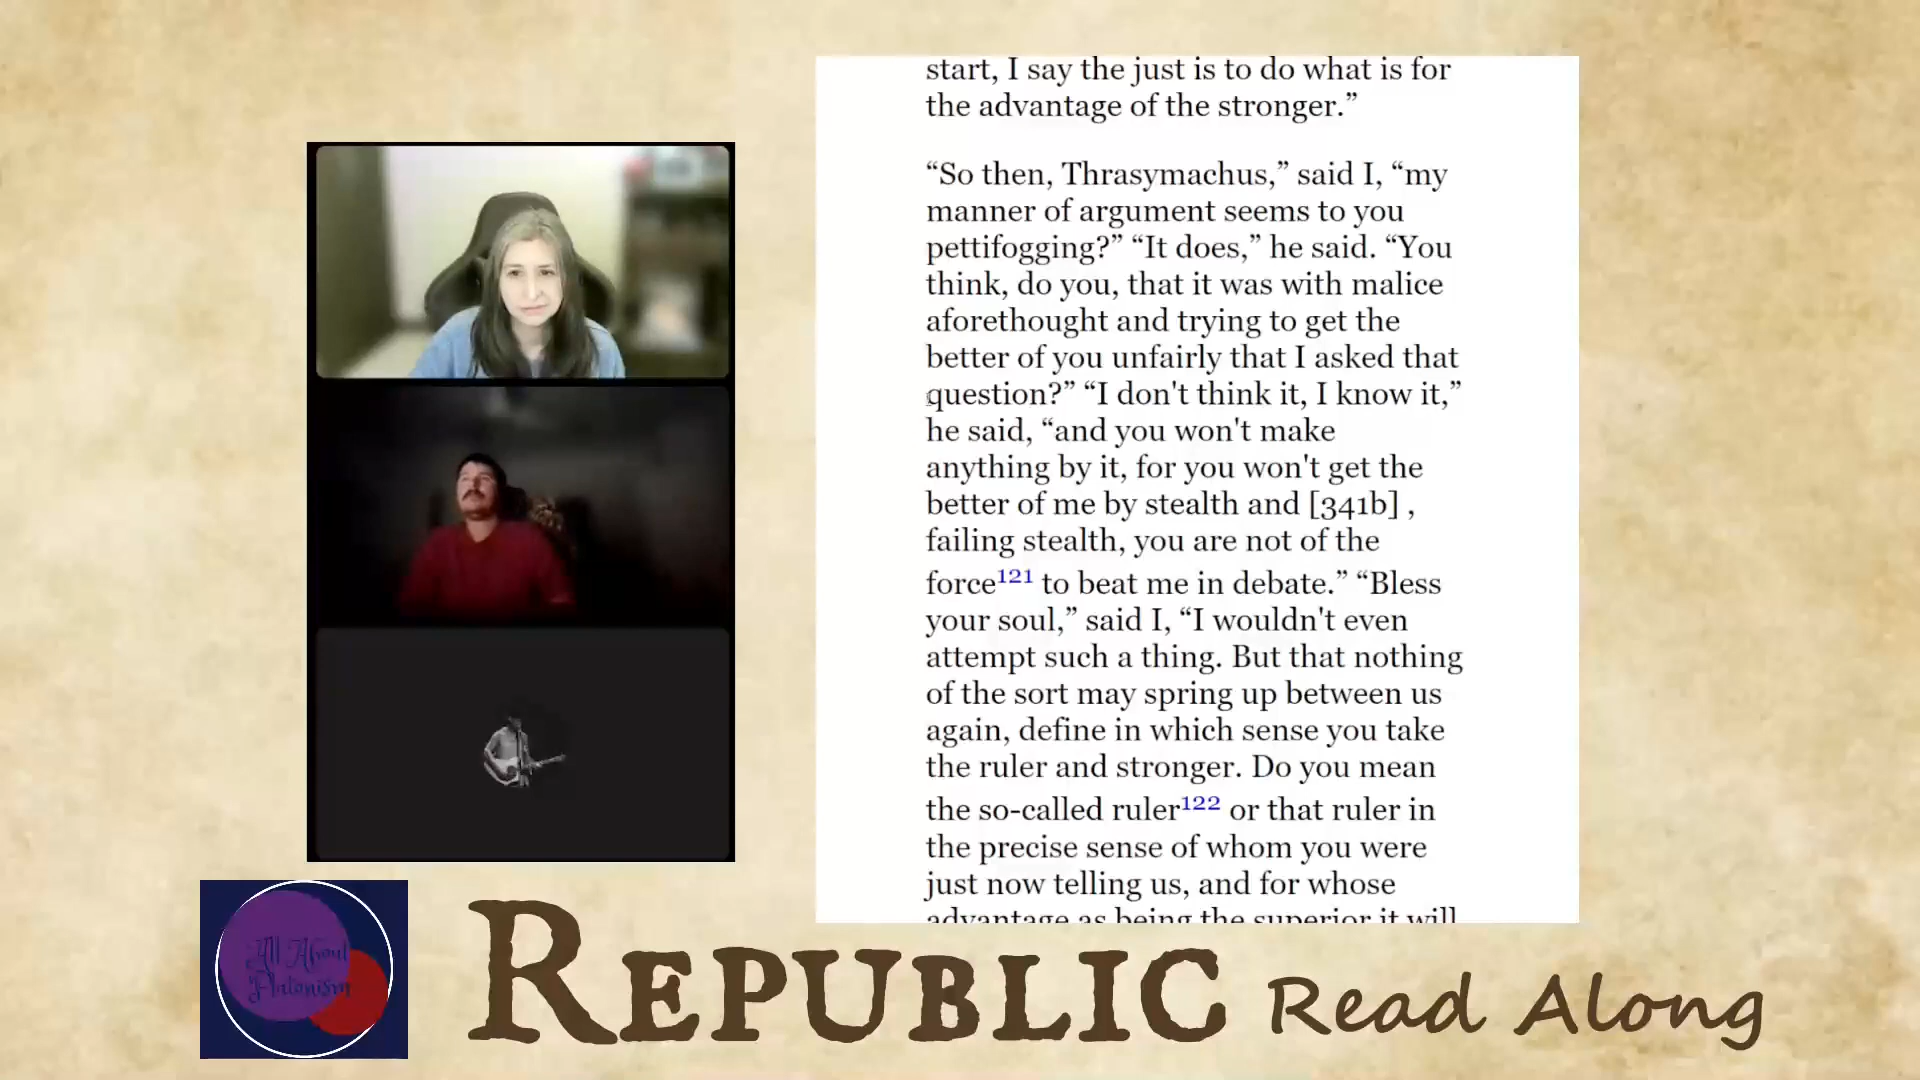 start, I say the just is to do what is for
the advantage of the stronger.”
“So then, Thrasymachus,” said I, “my
manner of argument seems to you
pettifogging?” “It does,” he said. “You
think, do you, that it was with malice
aforethought and trying to get the
better of you unfairly that I asked that
question?” “I don't think it, I know it,”
he said, “and you won't make
anything by it, for you won't get the
better of me by stealth and [341b] ,
failing stealth, you are not of the
force121 to beat me in debate.” “Bless
your soul,” said I, “I wouldn't even
attempt such a thing. But that nothing
of the sort may spring up between us
again, define in which sense you take
the ruler and stronger. Do you mean
the so-called ruler122 or that ruler in
the precise sense of whom you were
just now telling us, and for whose
advantage as being the superior it will
All About
Platonism
REPUBLIC Read Along